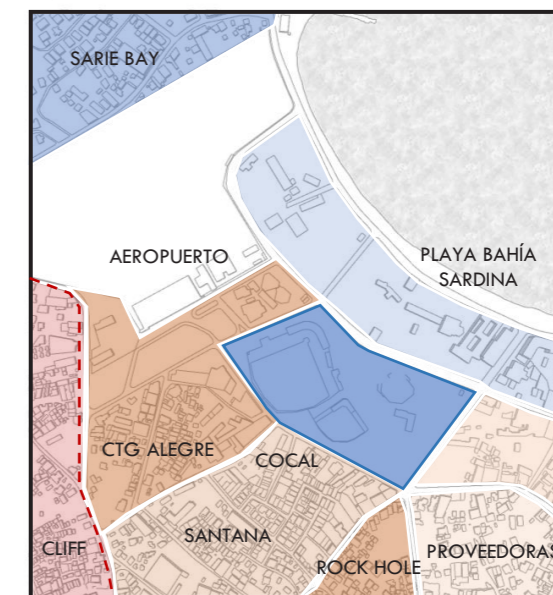 SARIE BAY
AEROPUERTO
PLAYA BAHÍA
SARDINA
CTG ALEGRE
COCAL
SANTANA
CLIFF
ROCK HOLE
PROVEEDORAS